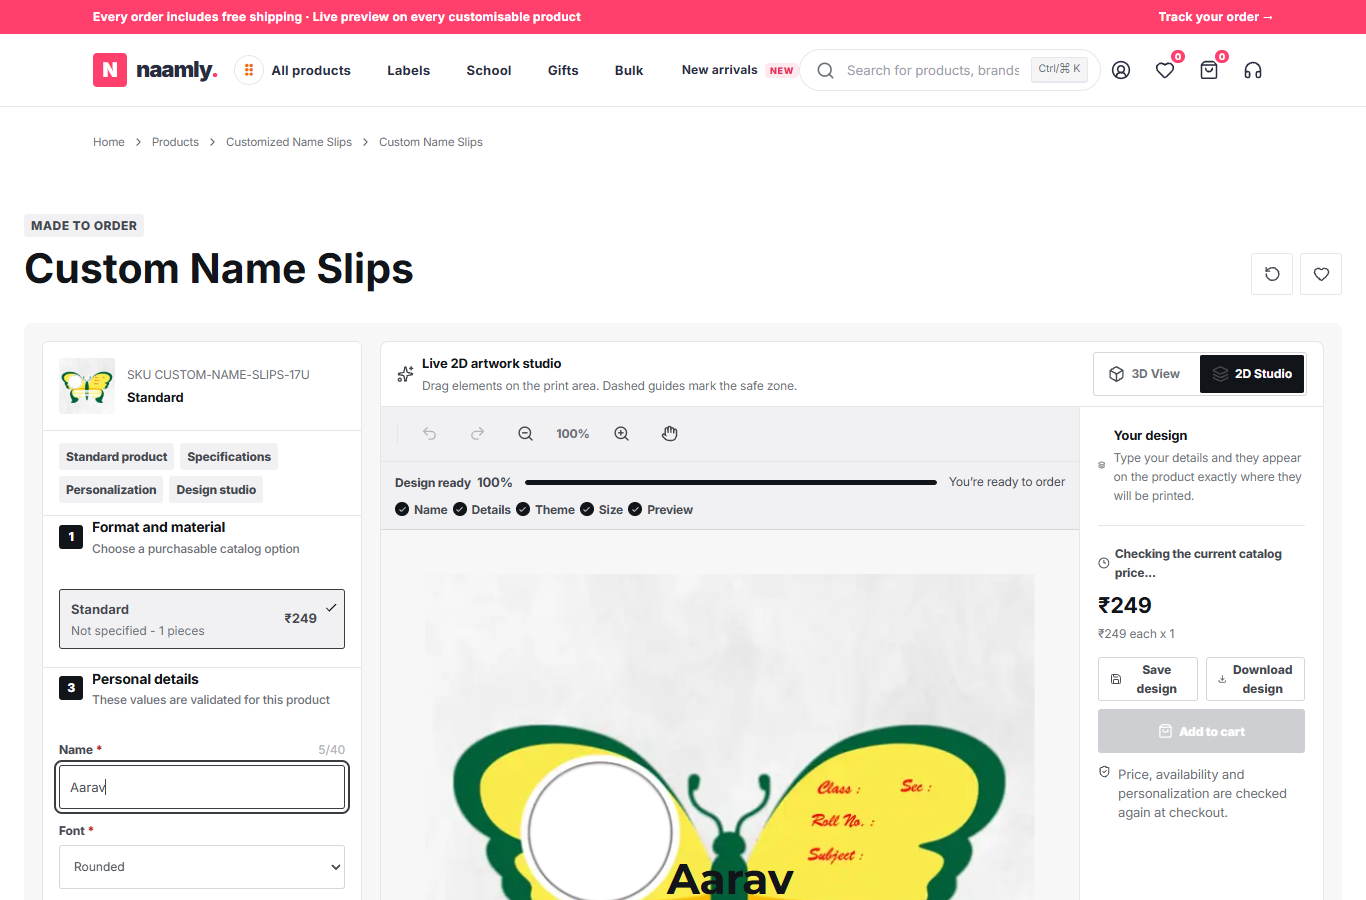 Every order includes free shipping · Live preview on every customisable product
Track your order →
N naamly.
All products
Labels
School
Gifts
Bulk
New arrivals NEW
Search for products, brands
Ctrl/⌘ K
0
0
Home > Products > Customized Name Slips > Custom Name Slips
MADE TO ORDER
Custom Name Slips
SKU CUSTOM-NAME-SLIPS-17U
Standard
Standard product
Specifications
Personalization
Design studio
1
Format and material
Choose a purchasable catalog option
Standard
Not specified - 1 pieces
₹249
3
Personal details
These values are validated for this product
Name *
5/40
Aarav
Font *
Rounded
Live 2D artwork studio
Drag elements on the print area. Dashed guides mark the safe zone.
3D View
2D Studio
100%
Design ready 100%
You're ready to order
Name
Details
Theme
Size
Preview
Class :
Sec :
Roll No. :
Subject :
Aarav
Your design
Type your details and they appear
on the product exactly where they
will be printed.
Checking the current catalog
price...
₹249
₹249 each x 1
Save
design
Download
design
Add to cart
Price, availability and
personalization are checked
again at checkout.